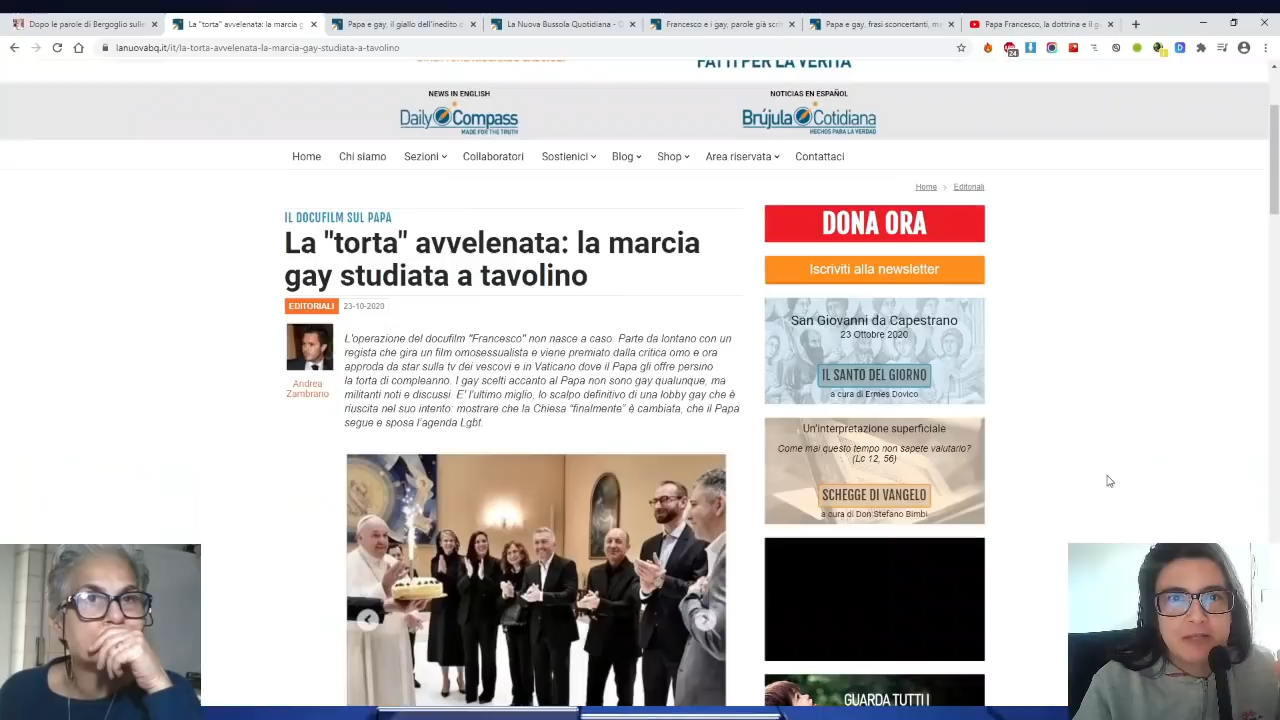 Dopo le parole di Bergoglio sulle
La "torta" avvelenata: la marcia
Papa e gay, il giallo dell'inedito c
La Nuova Bussola Quotidiana - Q
Francesco e i gay, parole già scri
Papa e gay, frasi sconcertanti, ma
Papa Francesco, la dottrina e il g
lanuovabq.it/it/la-torta-avvelenata-la-marcia-gay-studiata-a-tavolino
24
FATTI PER LA VERITÀ
NEWS IN ENGLISH
NOTICIAS EN ESPAÑOL
Daily Compass
Brújula Cotidiana
MADE FOR THE TRUTH
HECHOS PARA LA VERDAD
Home Chi siamo Sezioni Collaboratori Sostienici Blog Shop Area riservata Contattaci
Home > Editoriali
IL DOCUFILM SUL PAPA
La "torta" avvelenata: la marcia
gay studiata a tavolino
EDITORIALI 23-10-2020
Andrea
Zambrano
L'operazione del docufilm "Francesco" non nasce a caso. Parte da lontano con un
regista che gira un film omosessualista e viene premiato dalla critica omo e ora
approda da star sulla tv dei vescovi e in Vaticano dove il Papa gli offre persino
la torta di compleanno. I gay scelti accanto al Papa non sono gay qualunque, ma
militanti noti e discussi. E' l'ultimo miglio, lo scalpo definitivo di una lobby gay che è
riuscita nel suo intento: mostrare che la Chiesa "finalmente" è cambiata, che il Papa
segue e sposa l'agenda Lgbt.
DONA ORA
Iscriviti alla newsletter
San Giovanni da Capestrano
23 Ottobre 2020
IL SANTO DEL GIORNO
a cura di Ermes Dovico
Un'interpretazione superficiale
Come mai questo tempo non sapete valutarlo?
(Lc 12, 56)
SCHEGGE DI VANGELO
a cura di Don Stefano Bimbi
GUARDA TUTTI I